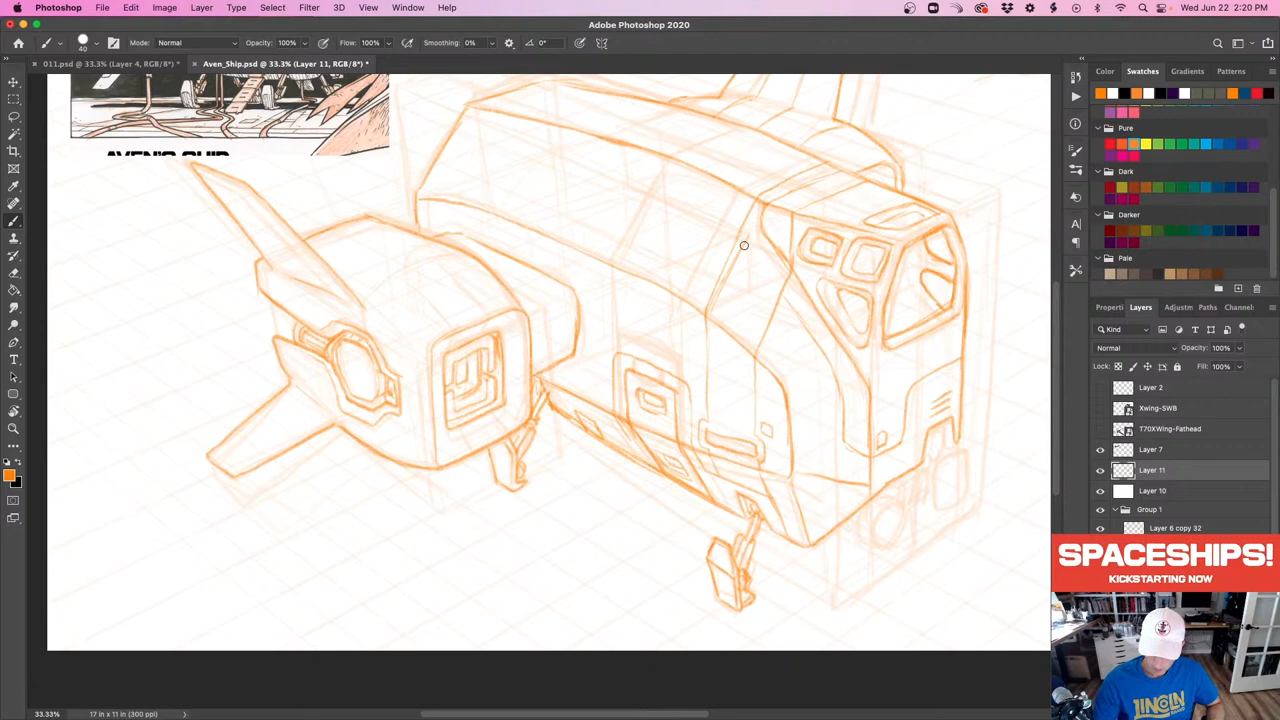 Photoshop File Edit Image Layer Type Select Filter 3D View Window Help Wed Jun 22 2:20 PM
Adobe Photoshop 2020
40 Mode: Normal Opacity: 100% Flow: 100% Smoothing: 0% 0°
011.psd @ 33.3% (Layer 4, RGB/8*) * Aven_Ship.psd @ 33.3% (Layer 11, RGB/8*) *
Color Swatches Gradients Patterns
Pure
Dark
Darker
Pale
AVEN'S SHIP
Properti Layers Adjustm Paths Channel
Kind
Normal Opacity: 100%
Lock: Fill: 100%
Layer 2
Xwing-SWB
T70XWing-Fathead
Layer 7
Layer 11
Layer 10
Group 1
Layer 6 copy 32
SPACESHIPS!
KICKSTARTING NOW
LINCOLN
33.33% 17 in x 11 in (300 ppi)